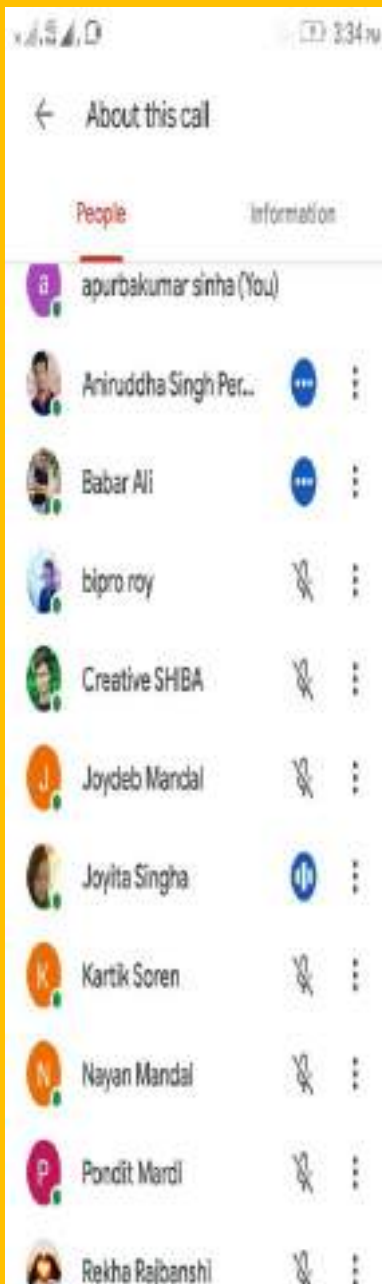 3:34 PM
About this call
People Information
a apurbakumar sinha (You)
Aniruddha Singh Per...
Babar Ali
bipro roy
Creative SHIBA
J Joydeb Mandal
Joyita Singha
K Kartik Soren
N Nayan Mandal
P Pondit Mardi
Rekha Rajbanshi